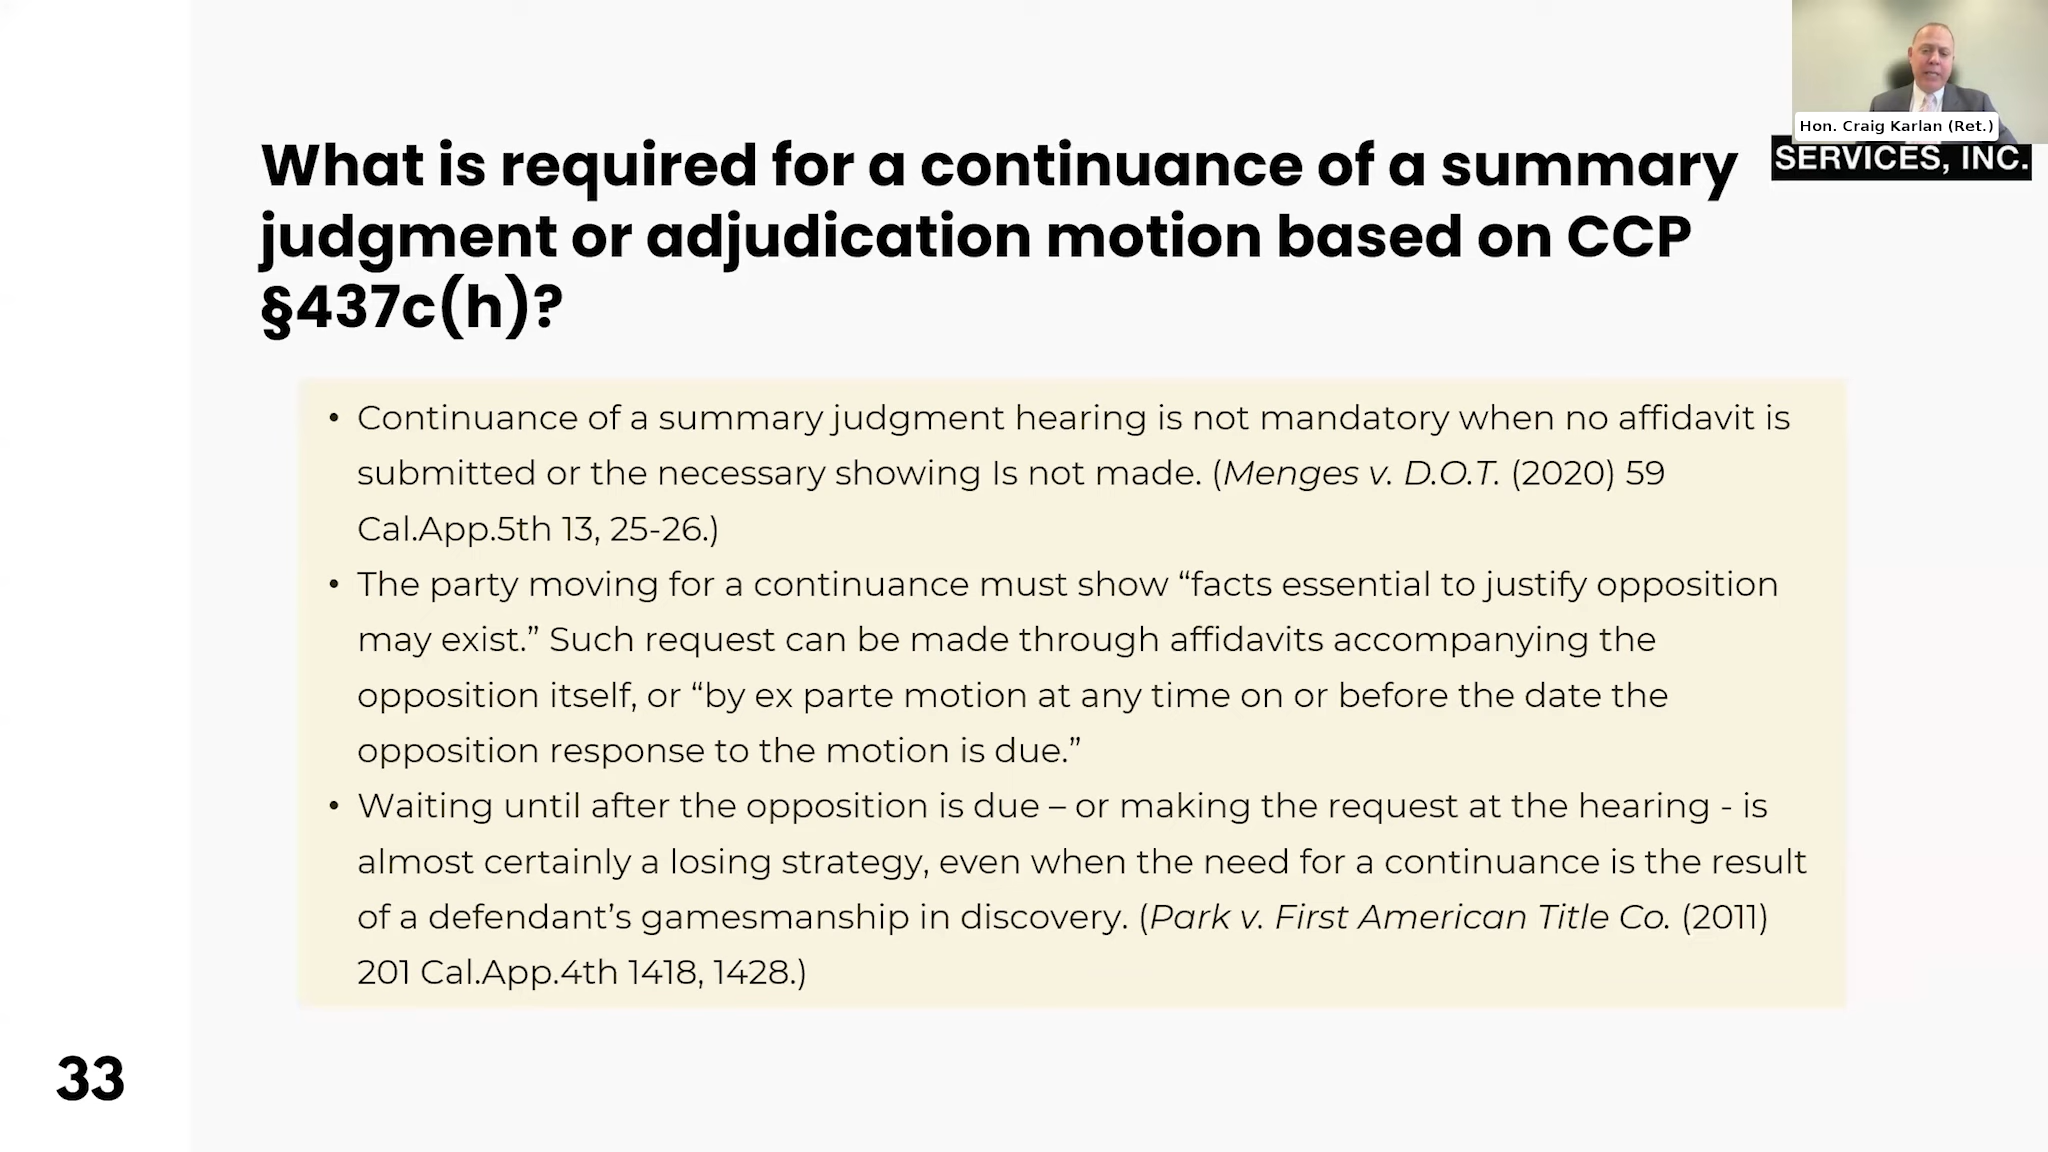 Hon. Craig Karlan (Ret.)
SERVICES, INC.
What is required for a continuance of a summary
judgment or adjudication motion based on CCP
§437c(h)?
• Continuance of a summary judgment hearing is not mandatory when no affidavit is
submitted or the necessary showing Is not made. (Menges v. D.O.T. (2020) 59
Cal.App.5th 13, 25-26.)
• The party moving for a continuance must show “facts essential to justify opposition
may exist.” Such request can be made through affidavits accompanying the
opposition itself, or “by ex parte motion at any time on or before the date the
opposition response to the motion is due.”
• Waiting until after the opposition is due – or making the request at the hearing - is
almost certainly a losing strategy, even when the need for a continuance is the result
of a defendant’s gamesmanship in discovery. (Park v. First American Title Co. (2011)
201 Cal.App.4th 1418, 1428.)
33